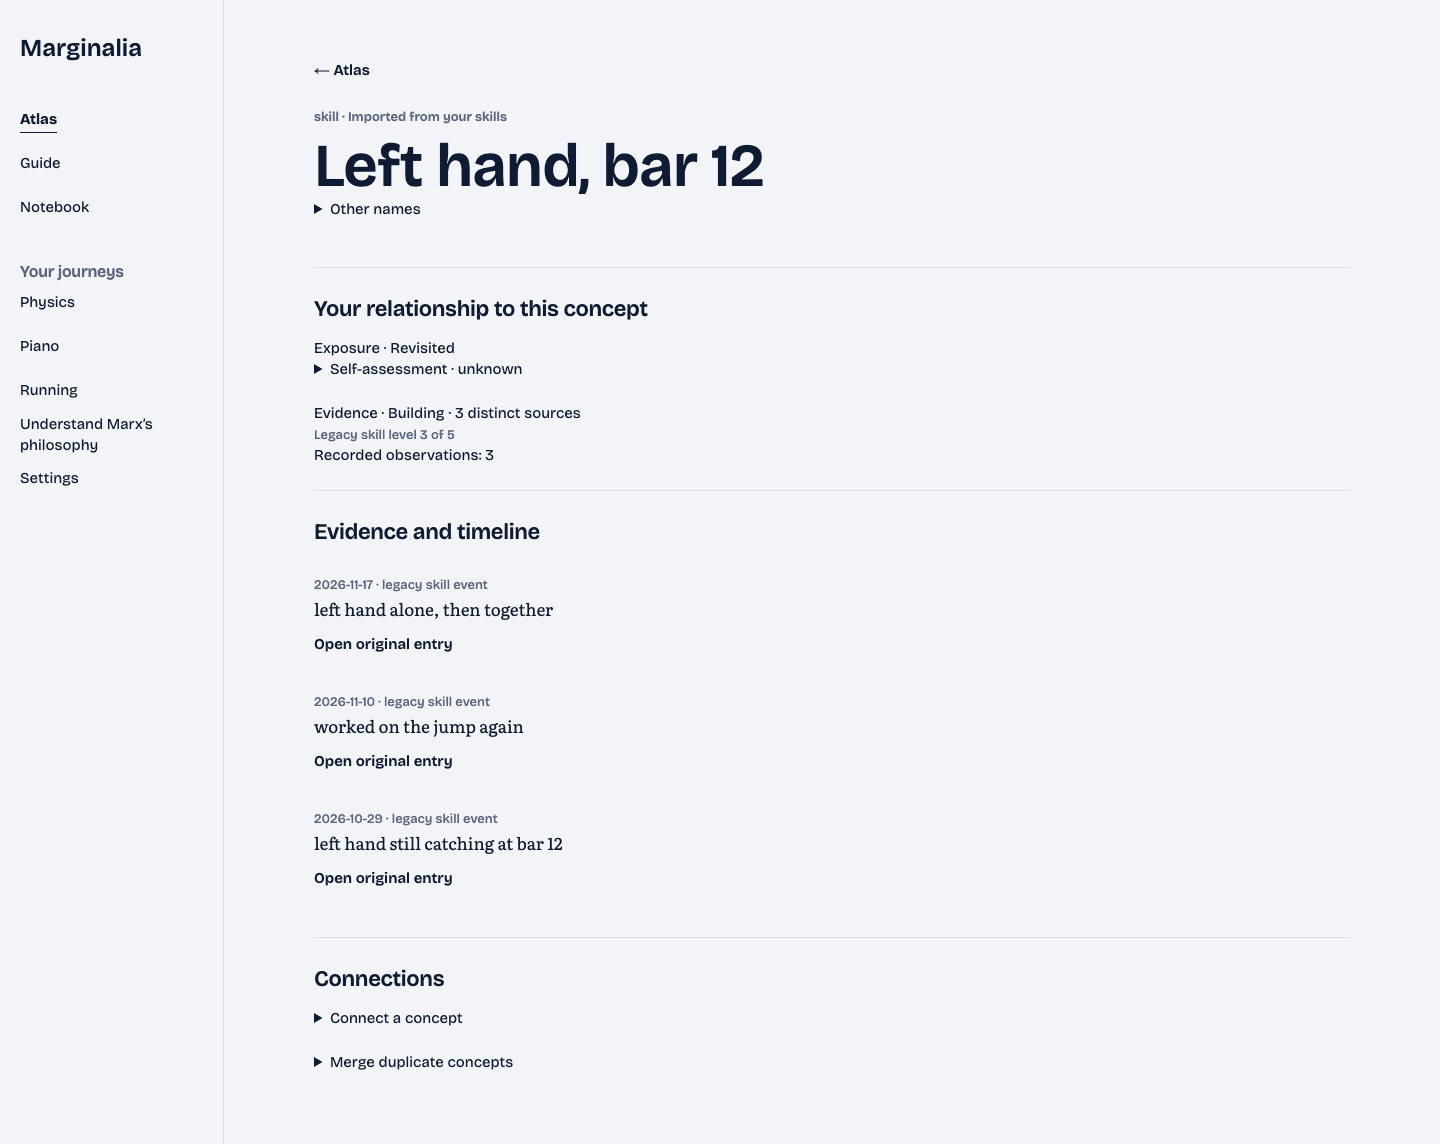 Marginalia
Atlas
Guide
Notebook
Your journeys
Physics
Piano
Running
Understand Marx’s
philosophy
Settings
← Atlas
skill · Imported from your skills
Left hand, bar 12
▶ Other names
Your relationship to this concept
Exposure · Revisited
▶ Self-assessment · unknown
Evidence · Building · 3 distinct sources
Legacy skill level 3 of 5
Recorded observations: 3
Evidence and timeline
2026-11-17 · legacy skill event
left hand alone, then together
Open original entry
2026-11-10 · legacy skill event
worked on the jump again
Open original entry
2026-10-29 · legacy skill event
left hand still catching at bar 12
Open original entry
Connections
▶ Connect a concept
▶ Merge duplicate concepts